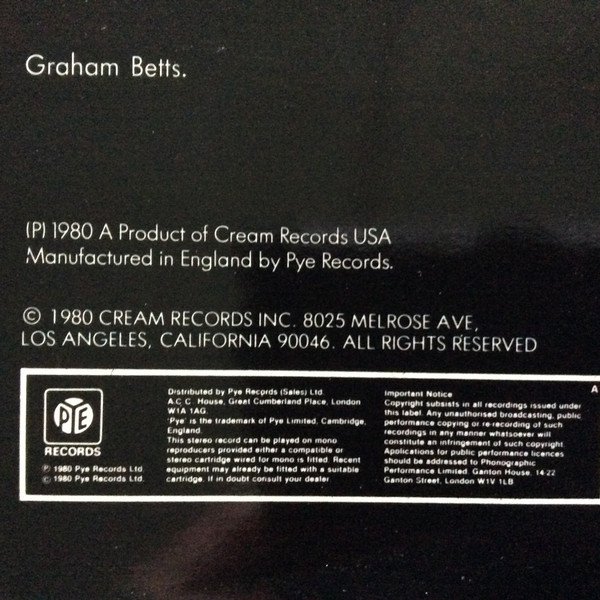 Graham Betts.
(P) 1980 A Product of Cream Records USA
Manufactured in England by Pye Records.
© 1980 CREAM RECORDS INC. 8025 MELROSE AVE,
LOS ANGELES, CALIFORNIA 90046. ALL RIGHTS RESERVED
PYE
RECORDS
℗ 1980 Pye Records Ltd.
© 1980 Pye Records Ltd.
Distributed by Pye Records (Sales) Ltd.
A.C.C. House, Great Cumberland Place, London
W1A 1AG.
'Pye' is the trademark of Pye Limited, Cambridge,
England.
This stereo record can be played on mono
reproducers provided either a compatible or
stereo cartridge wired for mono is fitted. Recent
equipment may already be fitted with a suitable
cartridge. If in doubt consult your dealer.
Important Notice
Copyright subsists in all recordings issued under
this label. Any unauthorised broadcasting, public
performance copying or re-recording of such
recordings in any manner whatsoever will
constitute an infringement of such copyright.
Applications for public performance licences
should be addressed to Phonographic
Performance Limited. Ganton House, 14-22
Ganton Street, London W1V 1LB
A